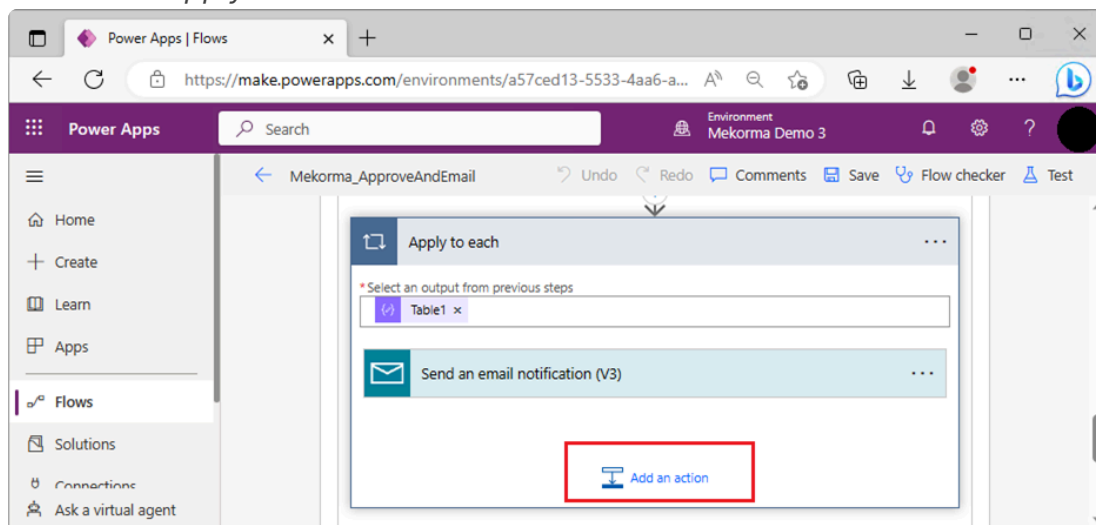 Power Apps | Flows
https://make.powerapps.com/environments/a57ced13-5533-4aa6-a...
Power Apps
Search
Environment
Mekorma Demo 3
Mekorma_ApproveAndEmail
Undo
Redo
Comments
Save
Flow checker
Test
Home
Create
Learn
Apps
Flows
Solutions
Connections
Ask a virtual agent
Apply to each
*Select an output from previous steps
Table1 ×
Send an email notification (V3)
Add an action